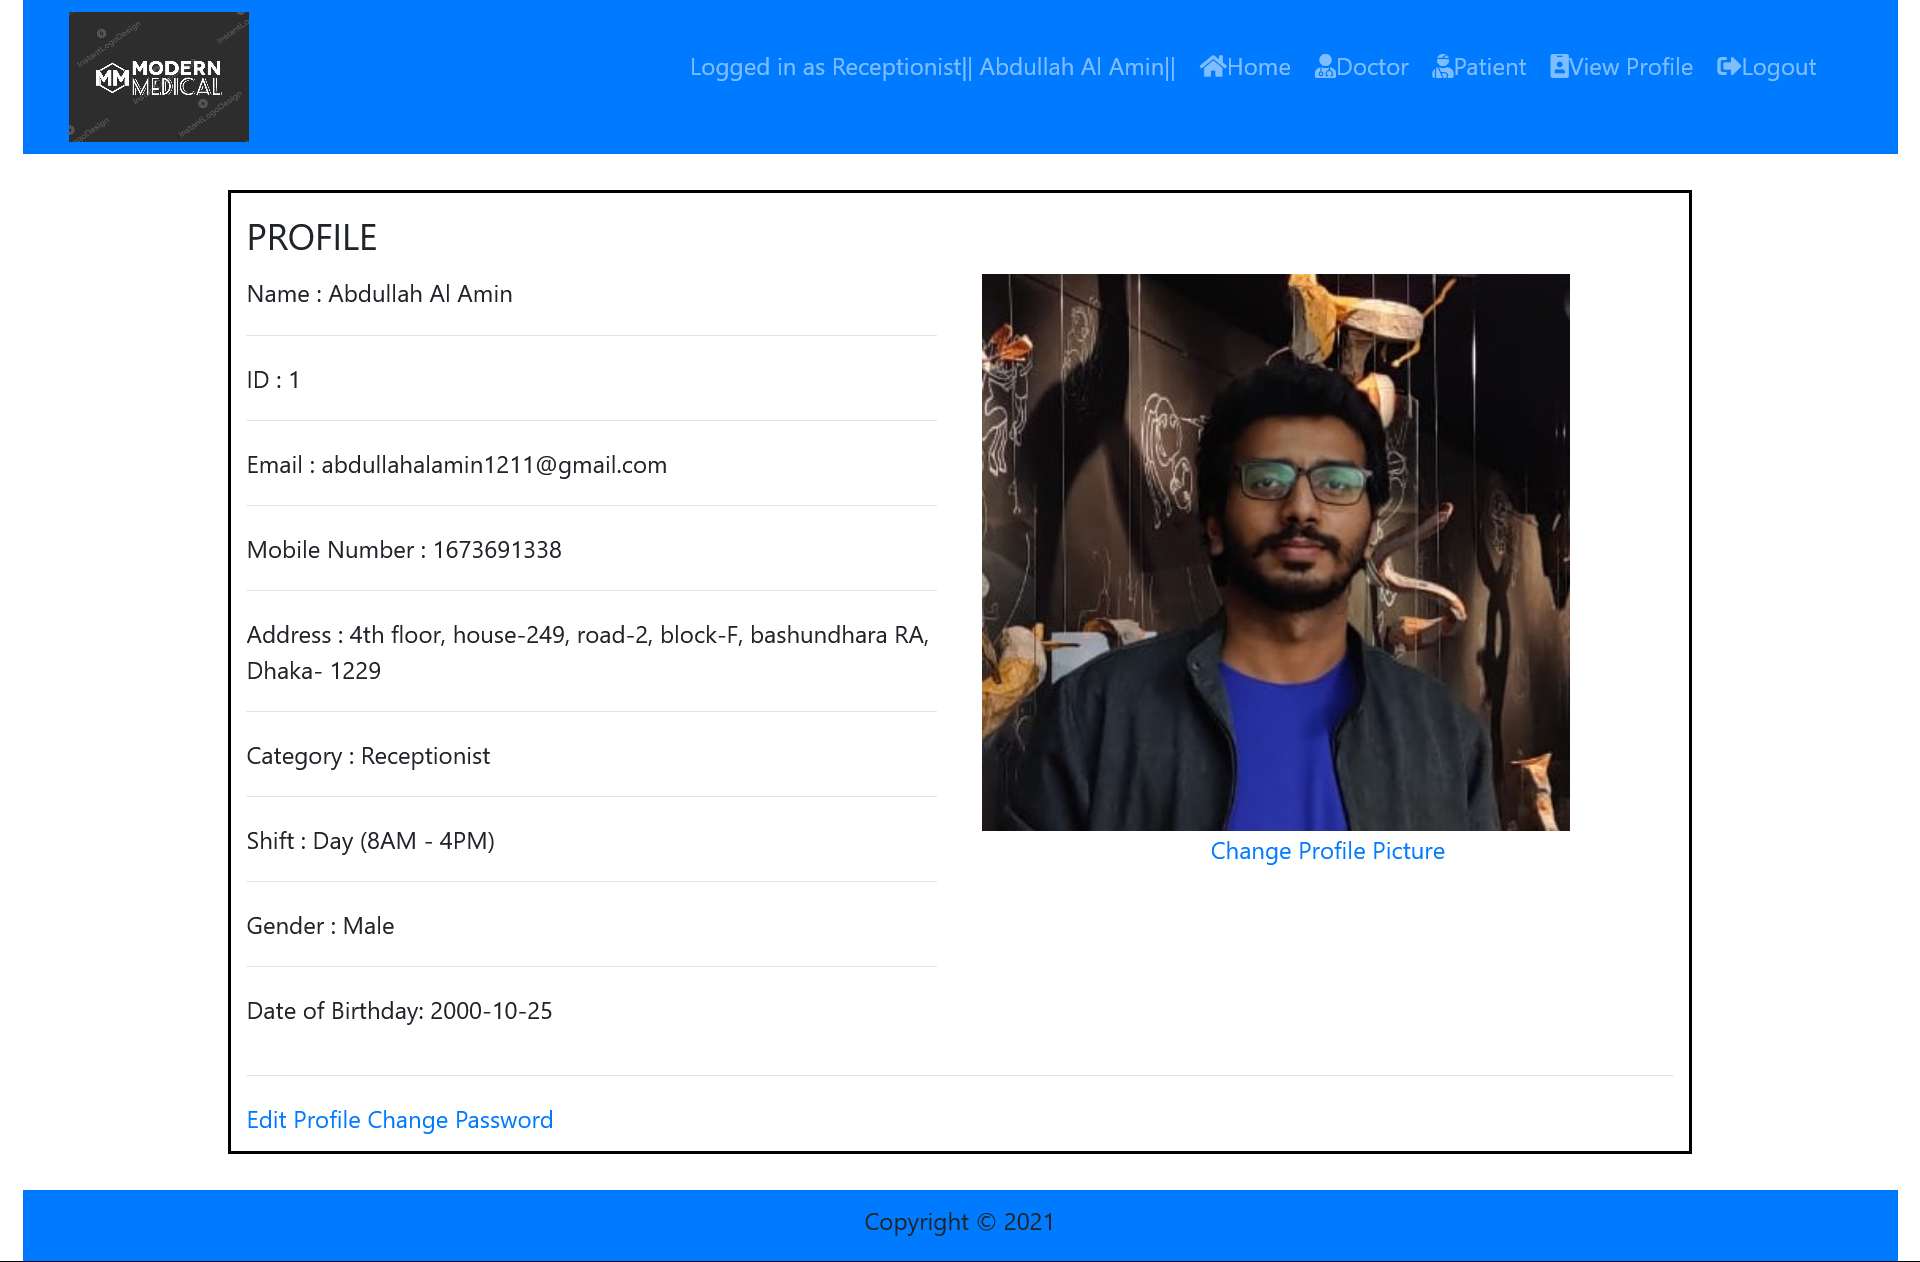 MM MODERN
MEDICAL
InstantLogoDesign
InstantLogoDesign
Logged in as Receptionist|| Abdullah Al Amin|| Home Doctor Patient View Profile Logout
PROFILE
Name : Abdullah Al Amin
ID : 1
Email : abdullahalamin1211@gmail.com
Mobile Number : 1673691338
Address : 4th floor, house-249, road-2, block-F, bashundhara RA,
Dhaka- 1229
Category : Receptionist
Shift : Day (8AM - 4PM)
Gender : Male
Date of Birthday: 2000-10-25
Change Profile Picture
Edit Profile Change Password
Copyright © 2021